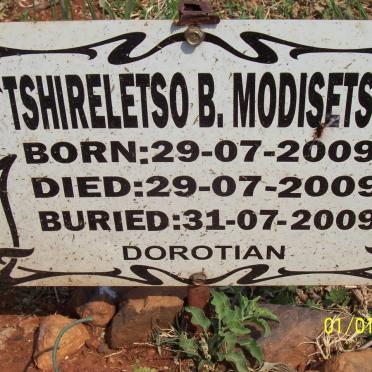 TSHIRELETSO B. MODISETS
BORN:29-07-2009
DIED:29-07-2009
BURIED:31-07-2009
DOROTIAN
01/01